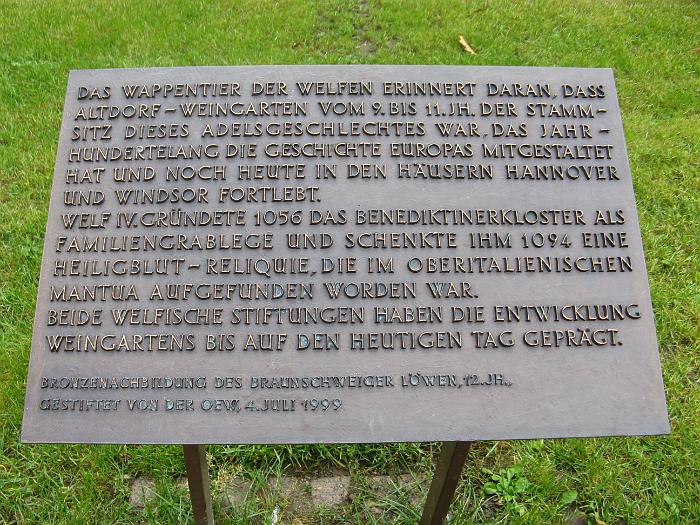 DAS WAPPENTIER DER WELFEN ERINNERT DARAN, DASS
ALTDORF-WEINGARTEN VOM 9. BIS 11. JH. DER STAMM-
SITZ DIESES ADELSGESCHLECHTES WAR, DAS JAHR-
HUNDERTELANG DIE GESCHICHTE EUROPAS MITGESTALTET
HAT UND NOCH HEUTE IN DEN HÄUSERN HANNOVER
UND WINDSOR FORTLEBT.
WELF IV. GRÜNDETE 1056 DAS BENEDIKTINERKLOSTER ALS
FAMILIENGRABLEGE UND SCHENKTE IHM 1094 EINE
HEILIGBLUT-RELIQUIE, DIE IM OBERITALIENISCHEN
MANTUA AUFGEFUNDEN WORDEN WAR.
BEIDE WELFISCHE STIFTUNGEN HABEN DIE ENTWICKLUNG
WEINGARTENS BIS AUF DEN HEUTIGEN TAG GEPRÄGT.
BRONZENACHBILDUNG DES BRAUNSCHWEIGER LÖWEN, 12. JH.,
GESTIFTET VON DER OEW, 4. JULI 1999